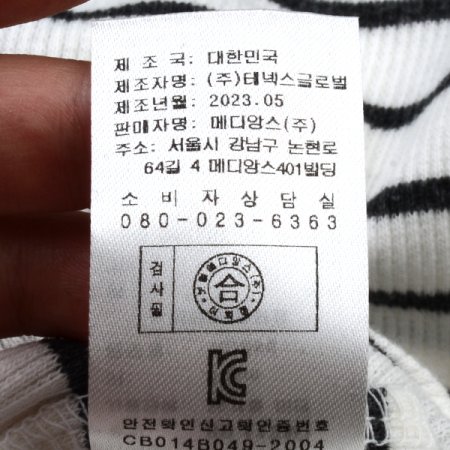 제 조 국: 대한민국
제조자명: (주)테넥스글로벌
제조년월: 2023.05
판매자명: 메디앙스(주)
주소: 서울시 강남구 논현로
64길 4 메디앙스401빌딩
소비자상담실
080-023-6363
검사필
合
안전확인신고확인증번호
CB014B049-2004